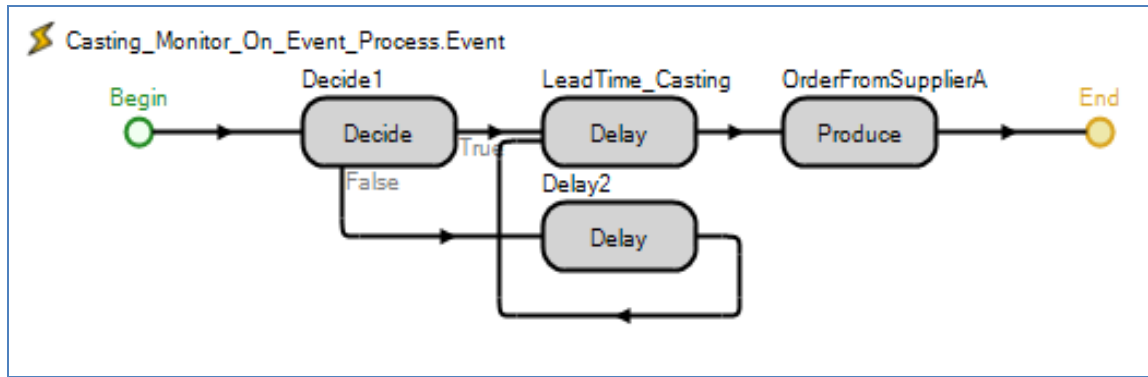 Casting_Monitor_On_Event_Process.Event
Decide1
LeadTime_Casting
OrderFromSupplierA
Begin
End
Decide
Delay
Produce
True
False
Delay2
Delay